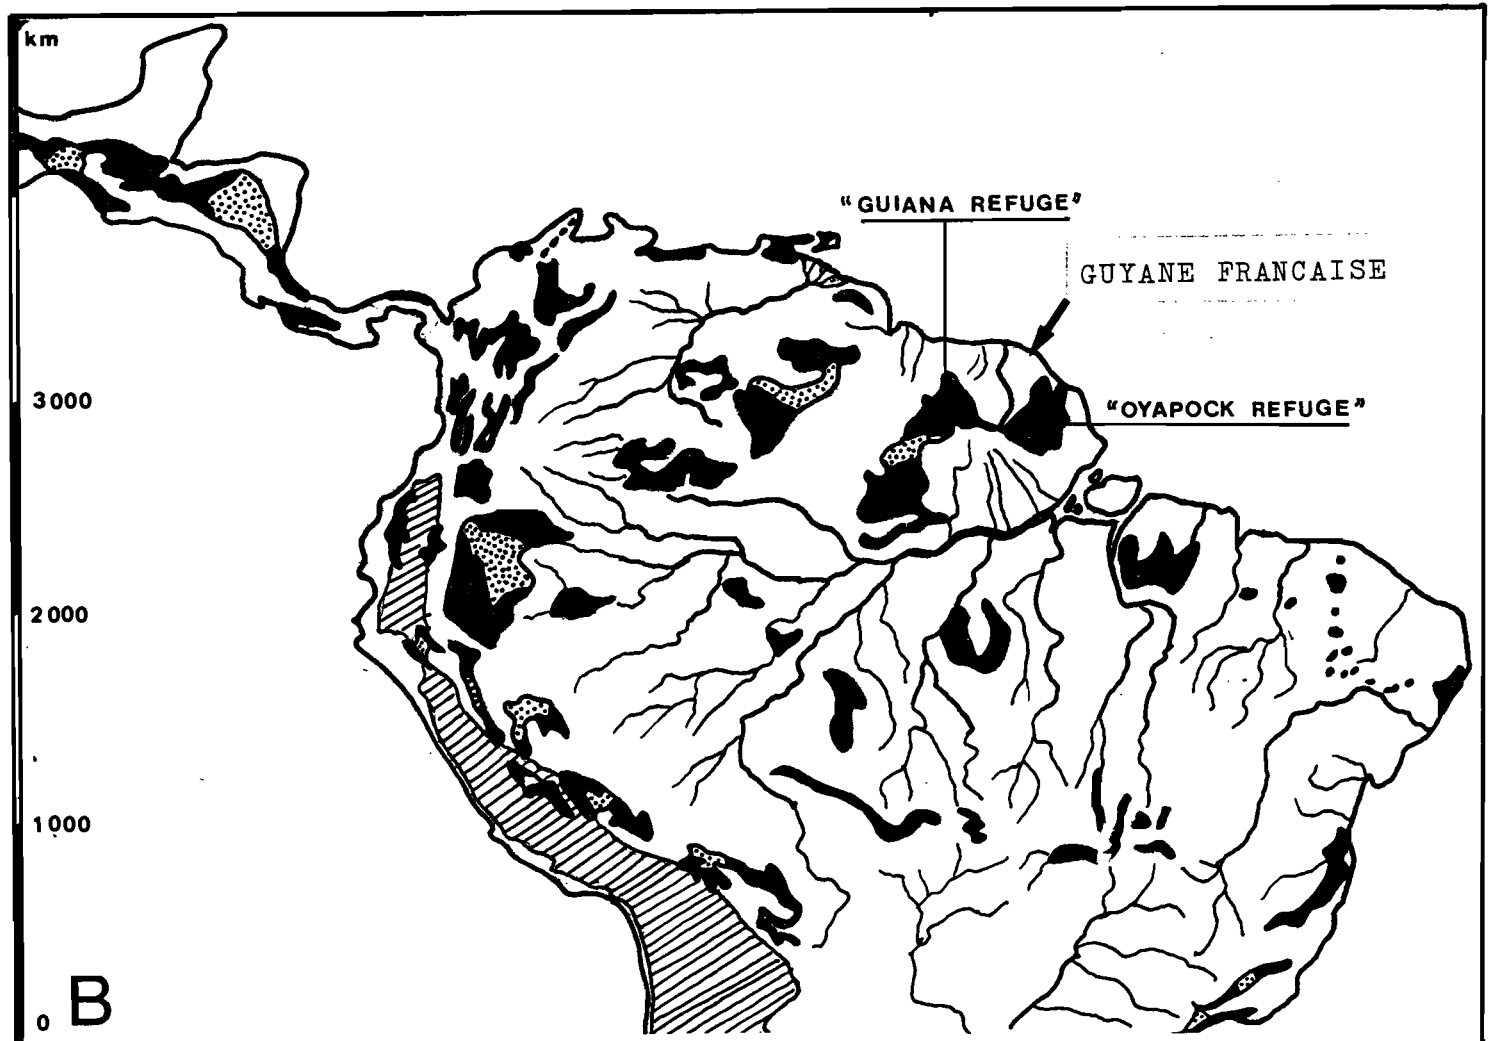 km
“GUIANA REFUGE”
GUYANE FRANCAISE
3000
“OYAPOCK REFUGE”
2000
1000
0
B